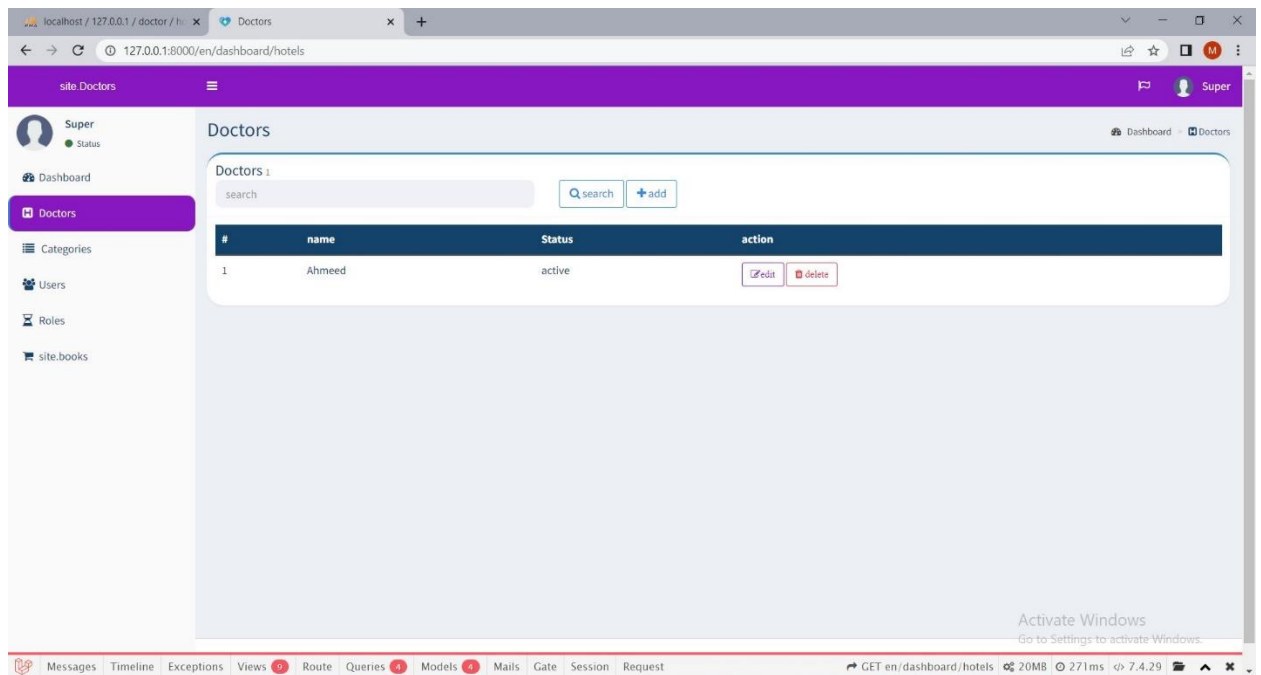 localhost / 127.0.0.1 / doctor / h
Doctors
127.0.0.1:8000/en/dashboard/hotels
M
site.Doctors
Super
Super
Status
Doctors
Dashboard
Doctors
Dashboard
Doctors 1
search
search
add
Doctors
# name Status action
Categories
1 Ahmeed active edit delete
Users
Roles
site.books
Activate Windows
Go to Settings to activate Windows.
Messages Timeline Exceptions Views 9 Route Queries 4 Models 4 Mails Gate Session Request GET en/dashboard/hotels 20MB 271ms 7.4.29